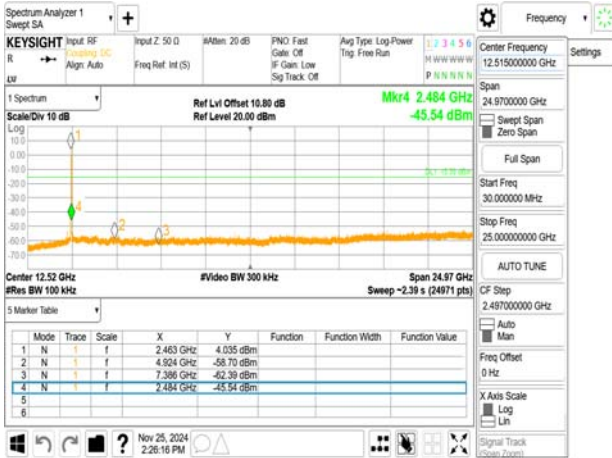 Spectrum Analyzer 1
Swept SA
+
Frequency
KEYSIGHT Input: RF Input Z: 50 Ω #Atten: 20 dB PNO: Fast Avg Type: Log-Power 1 2 3 4 5 6
R Coupling: DC Gate: Off Trig: Free Run M W W W W W
Align: Auto Freq Ref: Int (S) IF Gain: Low
LXI Sig Track: Off P N N N N N
Center Frequency
12.515000000 GHz
Settings
Span
24.9700000 GHz
Swept Span
Zero Span
Full Span
Start Freq
30.000000 MHz
Stop Freq
25.000000000 GHz
AUTO TUNE
CF Step
2.497000000 GHz
Auto
Man
Freq Offset
0 Hz
X Axis Scale
Log
Lin
Signal Track
(Span Zoom)
1 Spectrum
Ref Lvl Offset 10.80 dB Mkr4 2.484 GHz
Scale/Div 10 dB Ref Level 20.00 dBm -45.54 dBm
Log
10.0
0.00
-10.0
-20.0
-30.0
-40.0
-50.0
-60.0
-70.0
1
4
2
3
Center 12.52 GHz #Video BW 300 kHz Span 24.97 GHz
#Res BW 100 kHz Sweep ~2.39 s (24971 pts)
5 Marker Table
Mode Trace Scale X Y Function Function Width Function Value
1 N 1 f 2.463 GHz 4.035 dBm
2 N 1 f 4.924 GHz -58.70 dBm
3 N 1 f 7.386 GHz -62.39 dBm
4 N 1 f 2.484 GHz -45.54 dBm
5
6
?
Nov 25, 2024
2:26:16 PM